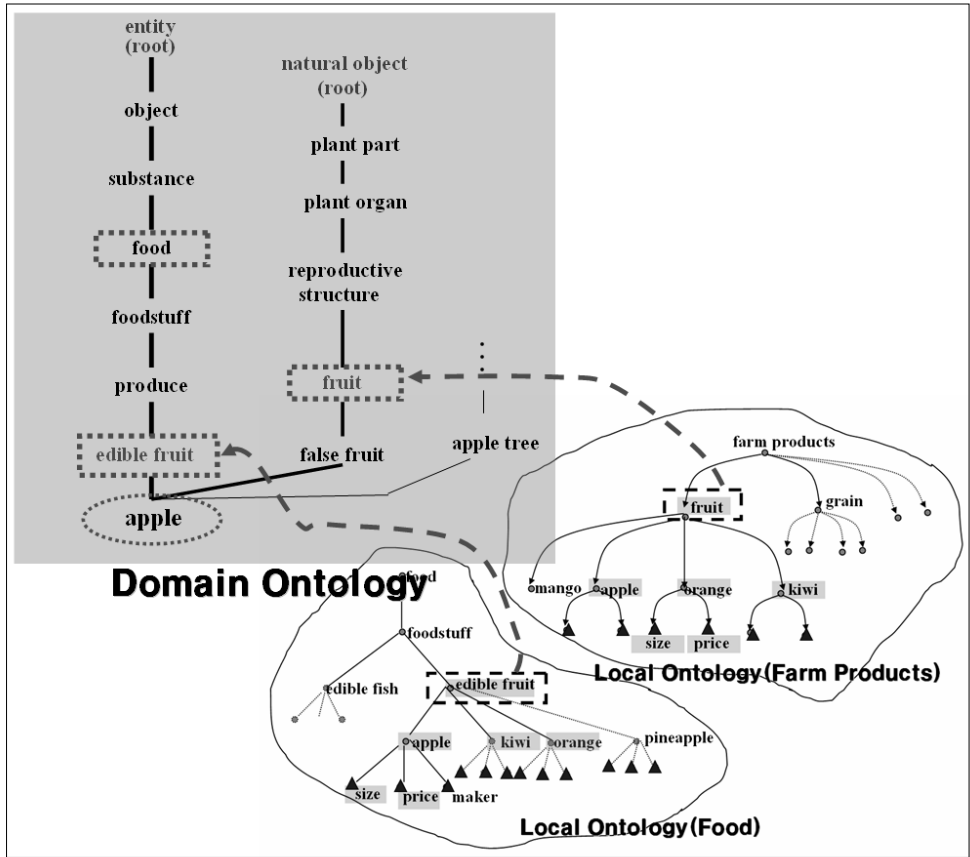 entity
(root)
object
substance
food
foodstuff
produce
edible fruit
apple
natural object
(root)
plant part
plant organ
reproductive
structure
fruit
false fruit
apple tree
Domain Ontology
farm products
fruit
grain
mango
apple
orange
kiwi
size
price
Local Ontology(Farm Products)
food
foodstuff
edible fish
edible fruit
apple
kiwi
orange
pineapple
size
price
maker
Local Ontology(Food)